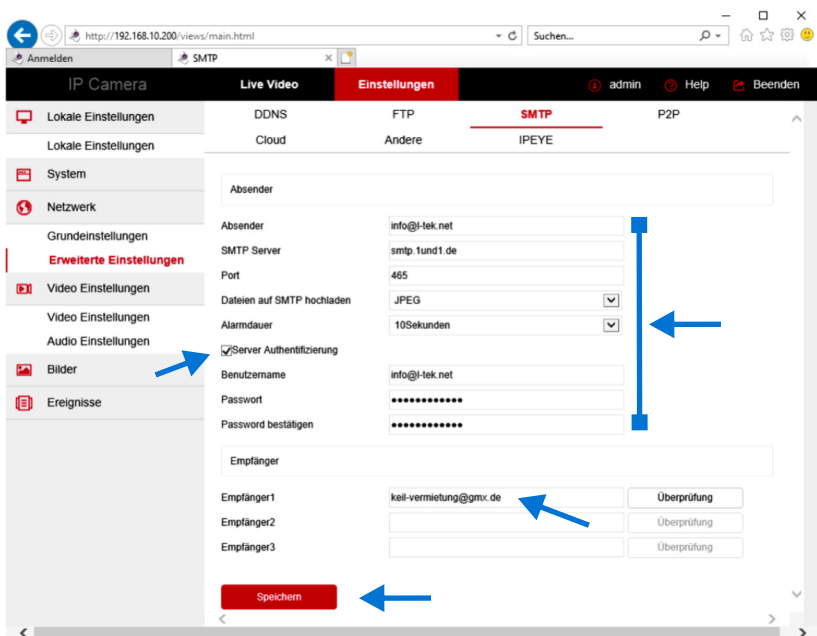 http://192.168.10.200/views/main.html
Suchen...
Anmelden
SMTP
IP Camera
Live Video
Einstellungen
admin
Help
Beenden
Lokale Einstellungen
Lokale Einstellungen
System
Netzwerk
Grundeinstellungen
Erweiterte Einstellungen
Video Einstellungen
Video Einstellungen
Audio Einstellungen
Bilder
Ereignisse
DDNS FTP SMTP P2P
Cloud Andere IPEYE
Absender
Absender info@l-tek.net
SMTP Server smtp.1und1.de
Port 465
Dateien auf SMTP hochladen JPEG
Alarmdauer 10Sekunden
Server Authentifizierung
Benutzername info@l-tek.net
Passwort ••••••••••••
Password bestätigen ••••••••••••
Empfänger
Empfänger1 keil-vermietung@gmx.de Überprüfung
Empfänger2 Überprüfung
Empfänger3 Überprüfung
Speichern